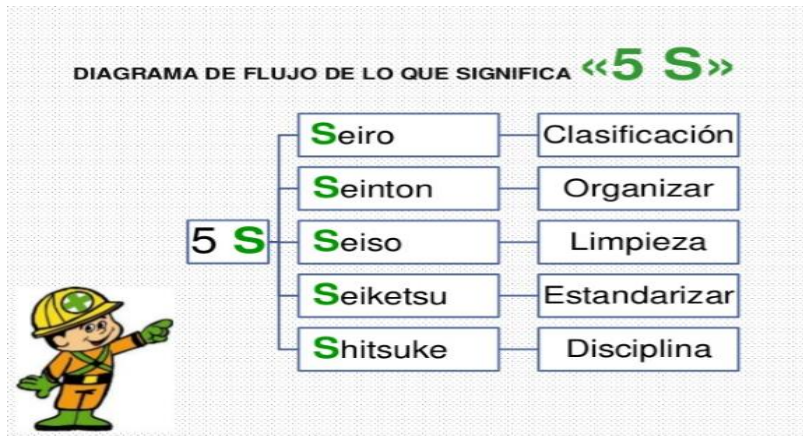 DIAGRAMA DE FLUJO DE LO QUE SIGNIFICA «5 S»
Seiro Clasificación
Seinton Organizar
5 S Seiso Limpieza
Seiketsu Estandarizar
Shitsuke Disciplina